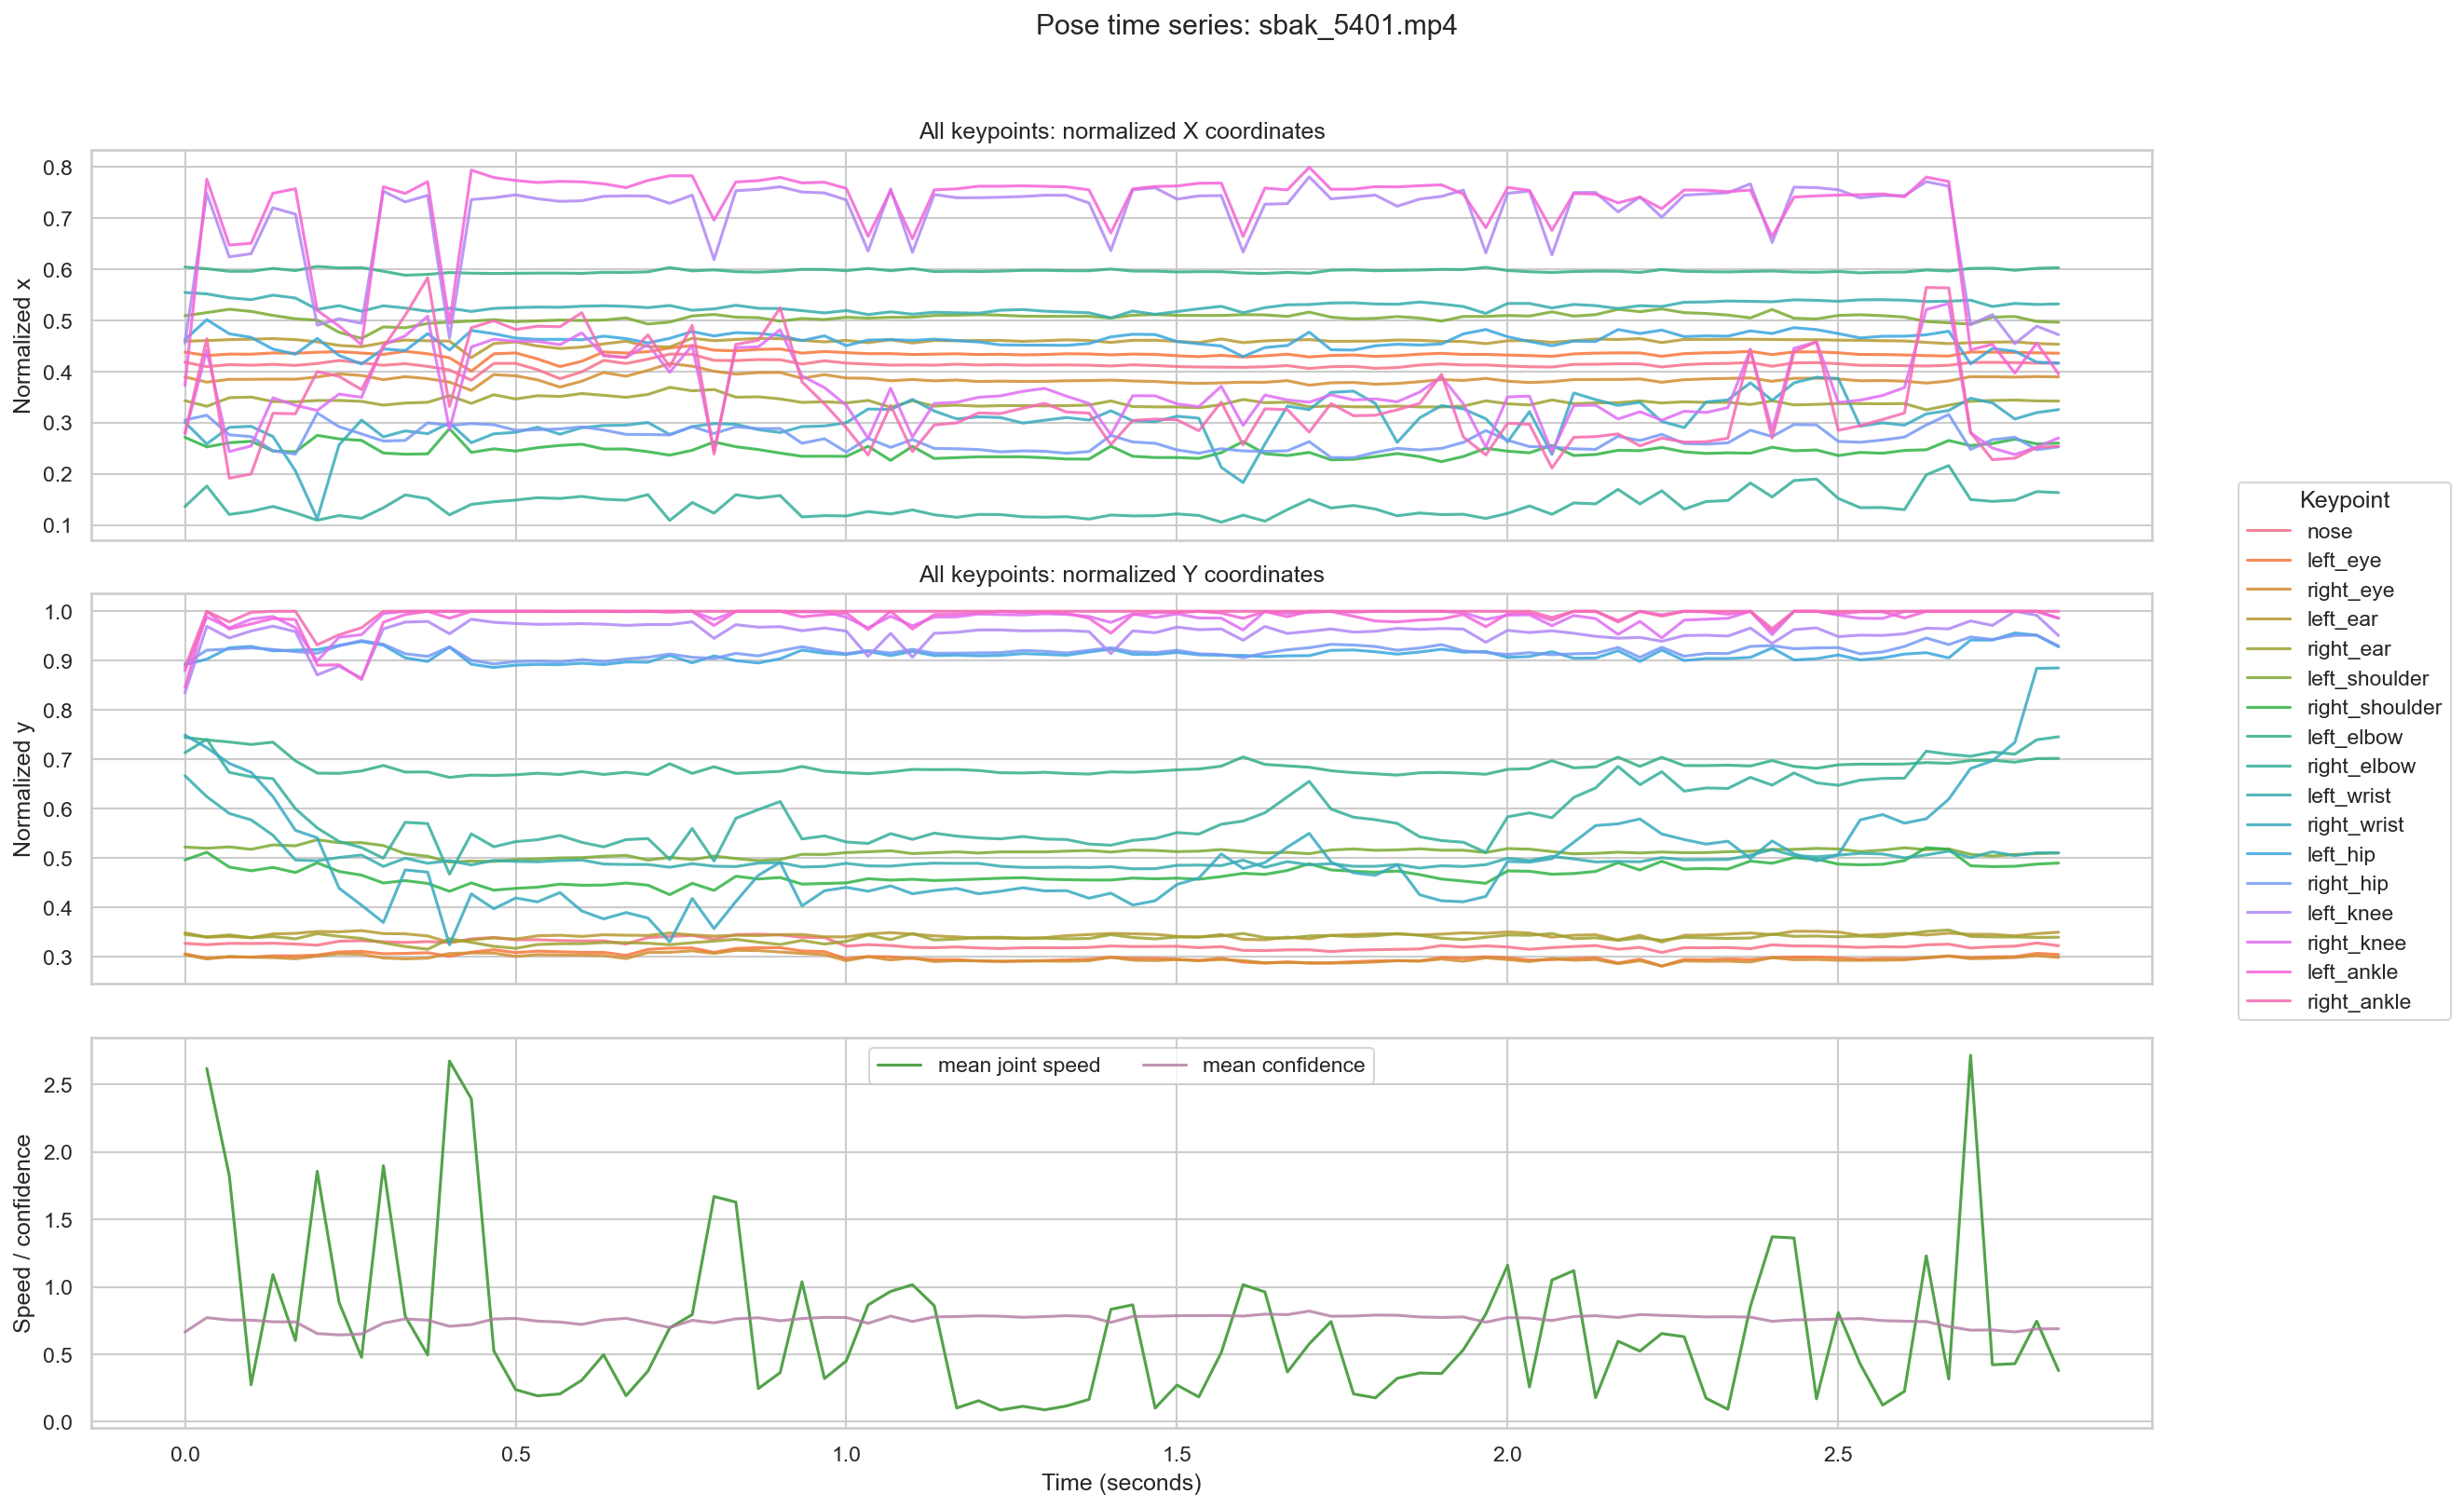 Pose time series: sbak_5401.mp4
All keypoints: normalized X coordinates
Normalized x
0.8
0.7
0.6
0.5
0.4
0.3
0.2
0.1
All keypoints: normalized Y coordinates
Normalized y
1.0
0.9
0.8
0.7
0.6
0.5
0.4
0.3
Keypoint
nose
left_eye
right_eye
left_ear
right_ear
left_shoulder
right_shoulder
left_elbow
right_elbow
left_wrist
right_wrist
left_hip
right_hip
left_knee
right_knee
left_ankle
right_ankle
mean joint speed
mean confidence
Speed / confidence
2.5
2.0
1.5
1.0
0.5
0.0
0.0
0.5
1.0
1.5
2.0
2.5
Time (seconds)